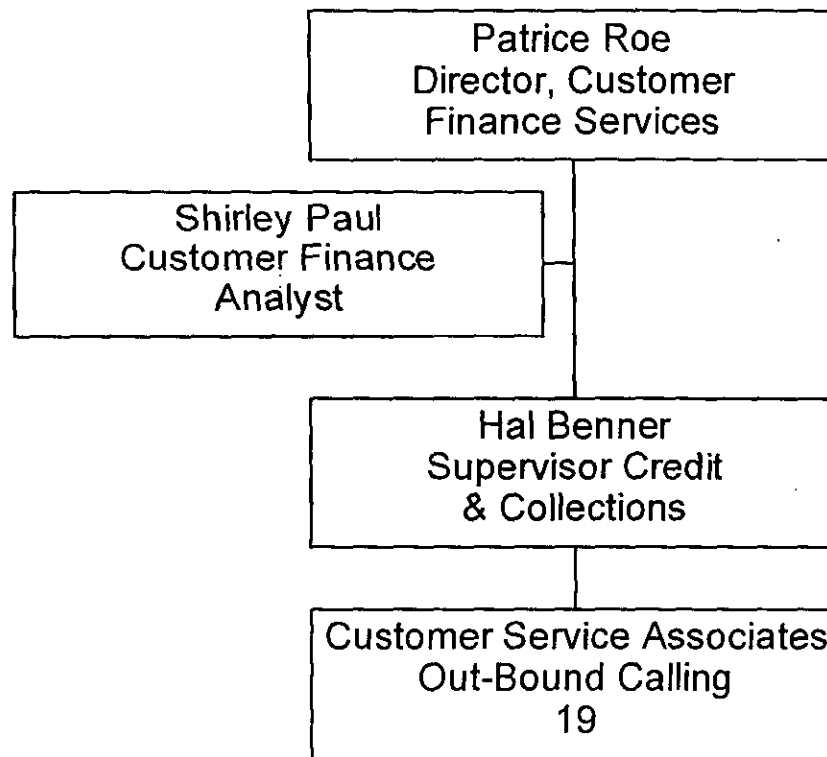 Patrice Roe
Director, Customer
Finance Services
Shirley Paul
Customer Finance
Analyst
Hal Benner
Supervisor Credit
& Collections
Customer Service Associates
Out-Bound Calling
19